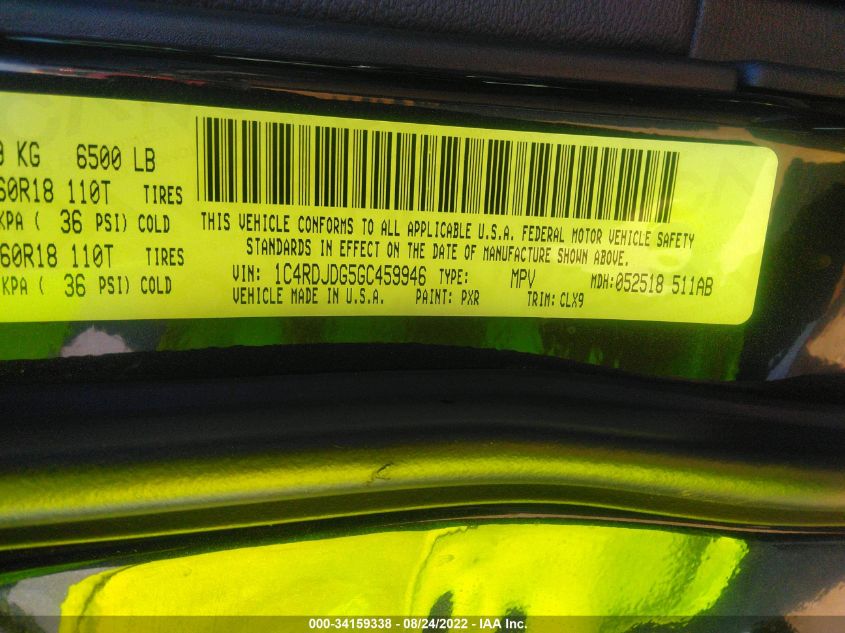 9 KG 6500 LB
60R18 110T TIRES
KPA ( 36 PSI) COLD
60R18 110T TIRES
KPA ( 36 PSI) COLD
THIS VEHICLE CONFORMS TO ALL APPLICABLE U.S.A. FEDERAL MOTOR VEHICLE SAFETY
STANDARDS IN EFFECT ON THE DATE OF MANUFACTURE SHOWN ABOVE.
VIN: 1C4RDJDG5GC459946 TYPE: MPV MDH: 052518 511AB
VEHICLE MADE IN U.S.A. PAINT: PXR TRIM: CLX9
000-34159338 - 08/24/2022 - IAA Inc.